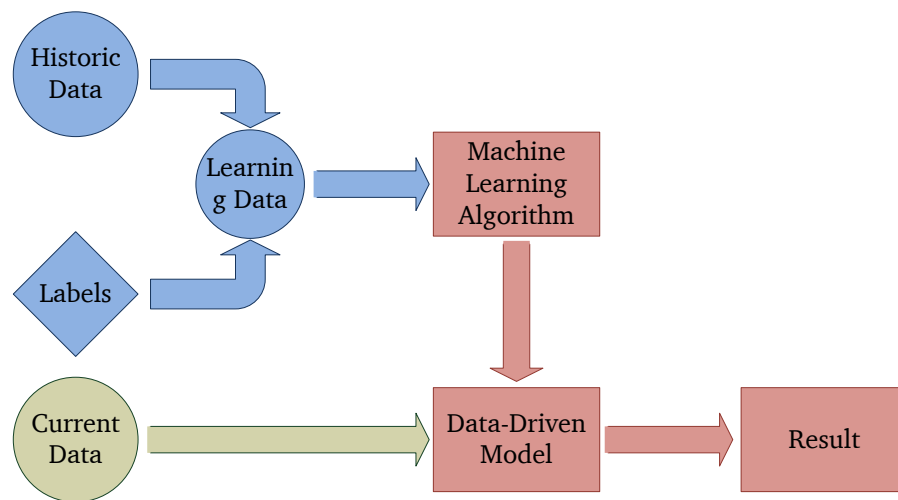 Historic
Data
Learnin
g Data
Machine
Learning
Algorithm
Labels
Current
Data
Data-Driven
Model
Result